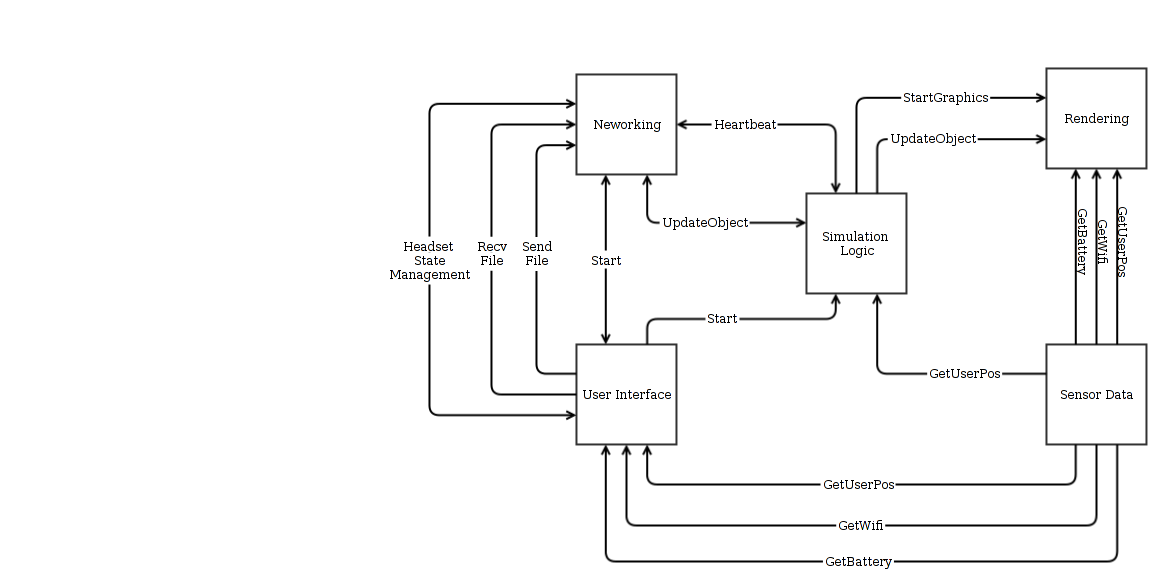 StartGraphics
Neworking
Heartbeat
Rendering
UpdateObject
UpdateObject
Simulation
Logic
GetBattery
GetWifi
GetUserPos
Headset
State
Management
Recv
File
Send
File
Start
Start
GetUserPos
User Interface
Sensor Data
GetUserPos
GetWifi
GetBattery